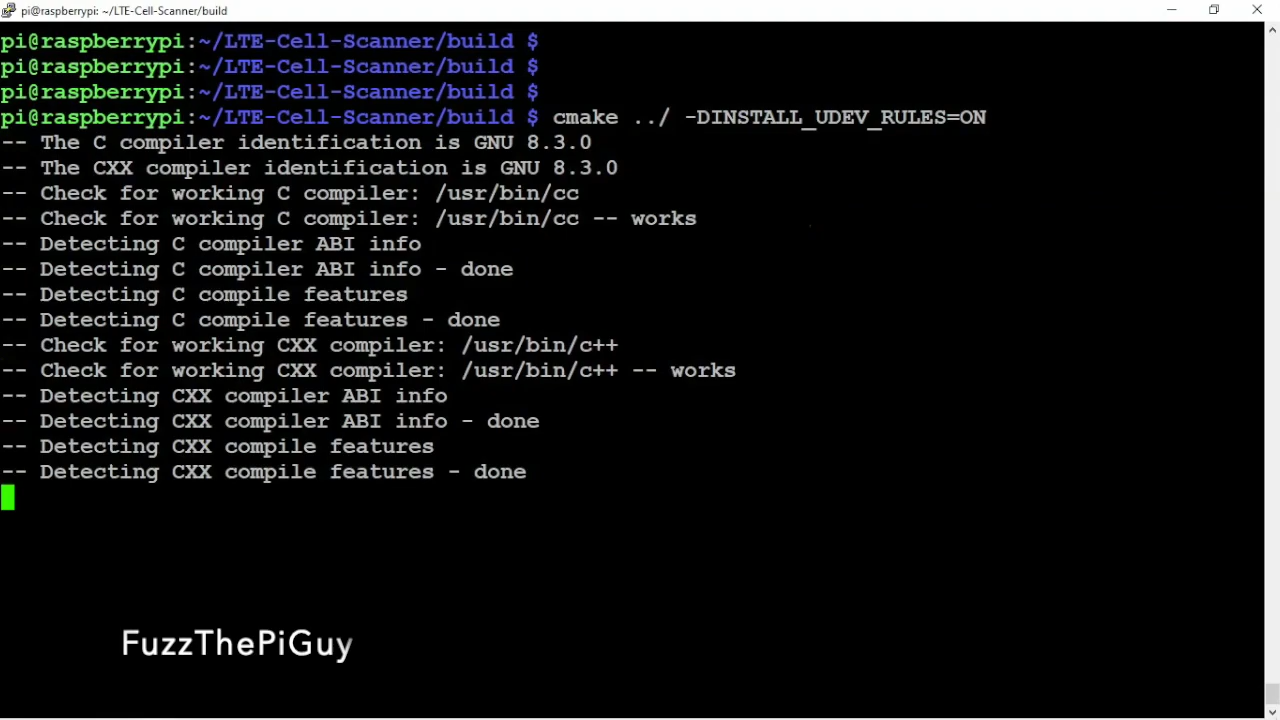 pi@raspberrypi: ~/LTE-Cell-Scanner/build
pi@raspberrypi:~/LTE-Cell-Scanner/build $
pi@raspberrypi:~/LTE-Cell-Scanner/build $
pi@raspberrypi:~/LTE-Cell-Scanner/build $
pi@raspberrypi:~/LTE-Cell-Scanner/build $ cmake ../ -DINSTALL_UDEV_RULES=ON
-- The C compiler identification is GNU 8.3.0
-- The CXX compiler identification is GNU 8.3.0
-- Check for working C compiler: /usr/bin/cc
-- Check for working C compiler: /usr/bin/cc -- works
-- Detecting C compiler ABI info
-- Detecting C compiler ABI info - done
-- Detecting C compile features
-- Detecting C compile features - done
-- Check for working CXX compiler: /usr/bin/c++
-- Check for working CXX compiler: /usr/bin/c++ -- works
-- Detecting CXX compiler ABI info
-- Detecting CXX compiler ABI info - done
-- Detecting CXX compile features
-- Detecting CXX compile features - done
FuzzThePiGuy